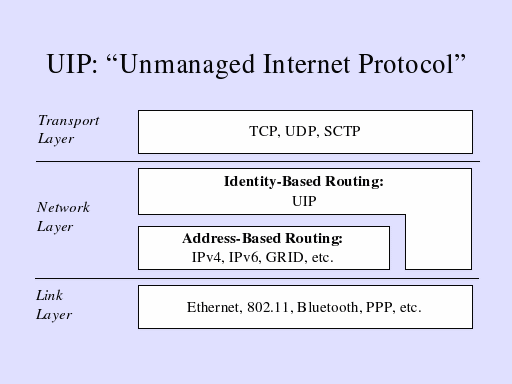 UIP: “Unmanaged Internet Protocol”
Transport
Layer
TCP, UDP, SCTP
Network
Layer
Identity-Based Routing:
UIP
Address-Based Routing:
IPv4, IPv6, GRID, etc.
Link
Layer
Ethernet, 802.11, Bluetooth, PPP, etc.